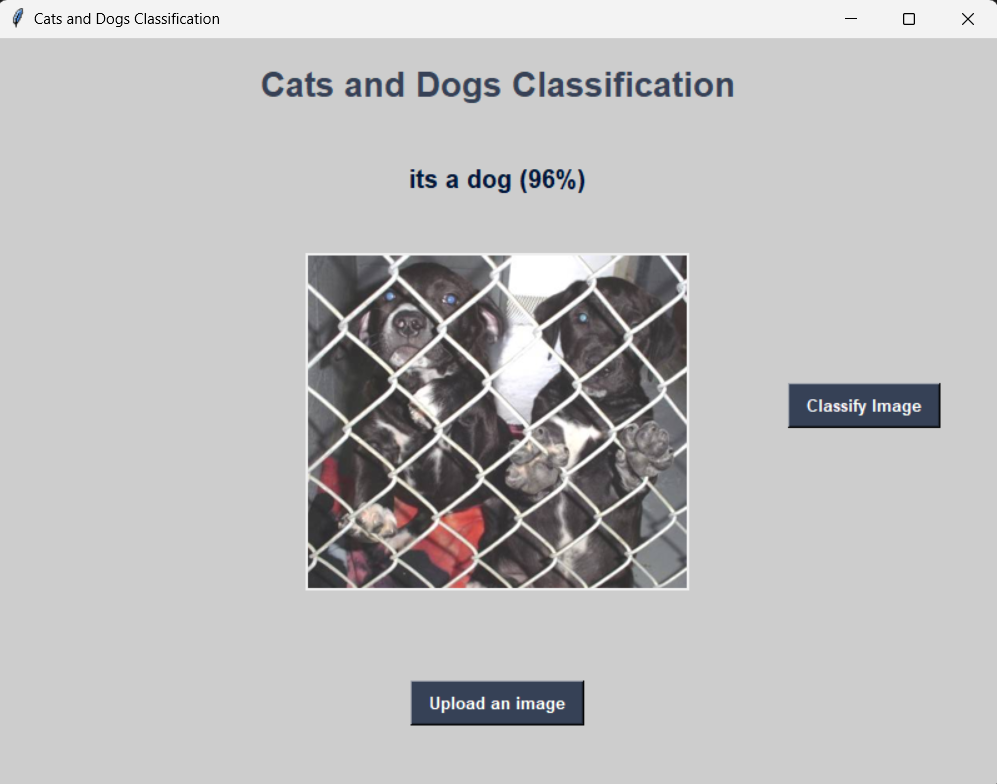 Cats and Dogs Classification
Cats and Dogs Classification
its a dog (96%)
Classify Image
Upload an image